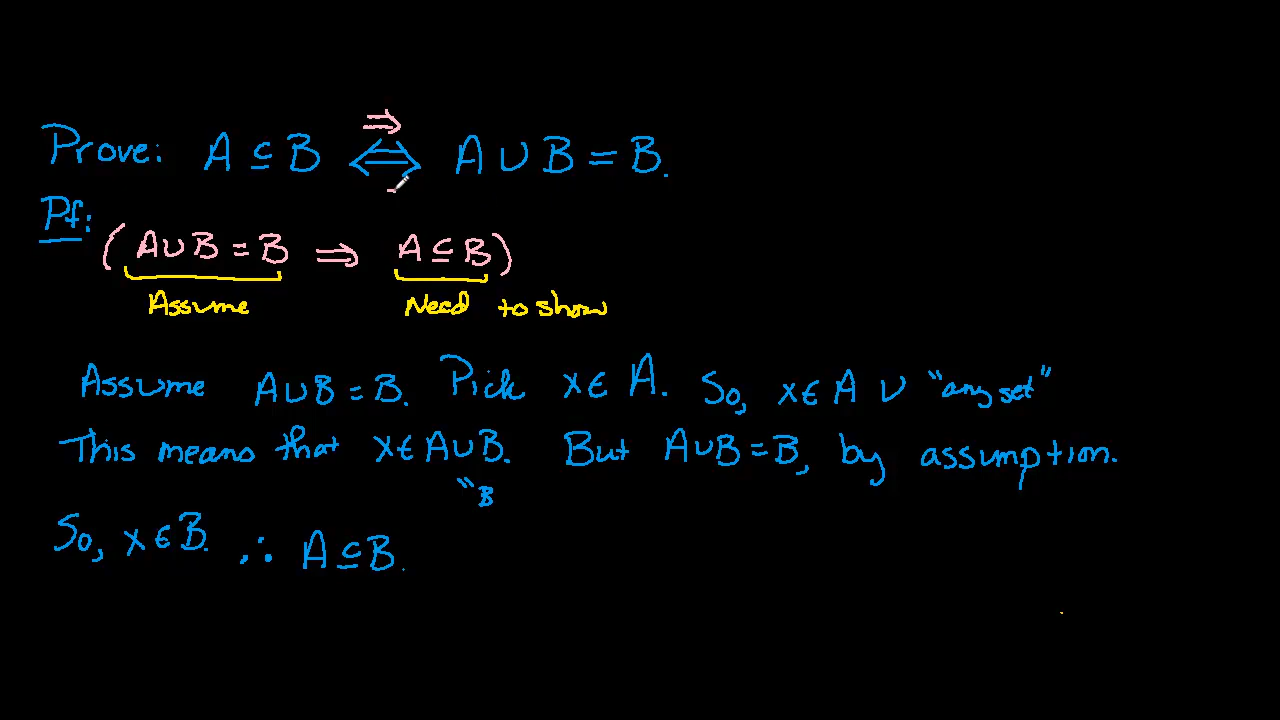 ⇒
Prove: A ⊆ B ⇔ A ∪ B = B.
Pf:
(A ∪ B = B ⇒ A ⊆ B)
Assume Need to show
Assume A ∪ B = B. Pick x ∈ A. So, x ∈ A ∪ "any set"
This means that x ∈ A ∪ B. But A ∪ B = B, by assumption.
"B
So, x ∈ B. ∴ A ⊆ B.